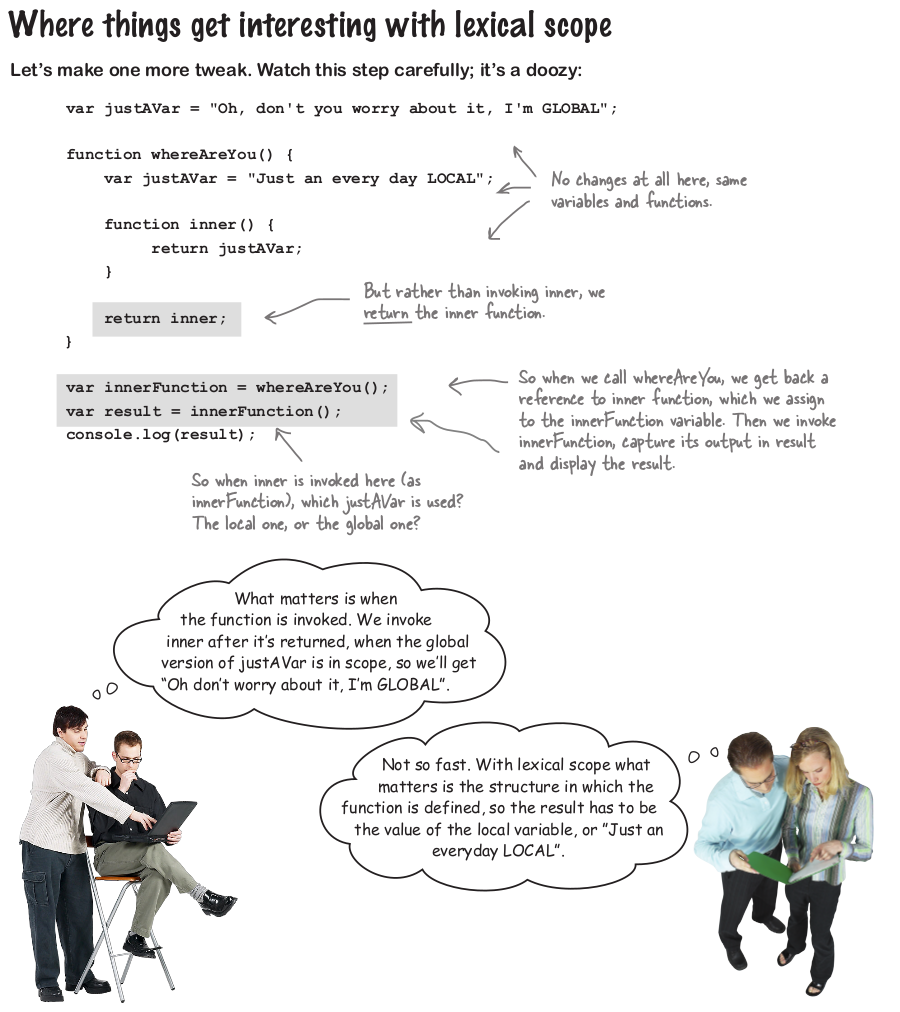 Where things get interesting with lexical scope
Let's make one more tweak. Watch this step carefully; it's a doozy:
var justAVar = "Oh, don't you worry about it, I'm GLOBAL";
function whereAreYou() {
var justAVar = "Just an every day LOCAL";
No changes at all here, same
variables and functions.
function inner() {
return justAVar;
}
But rather than invoking inner, we
return the inner function.
return inner;
}
var innerFunction = whereAreYou();
var result = innerFunction();
console.log(result);
So when we call whereAreYou, we get back a
reference to inner function, which we assign
to the innerFunction variable. Then we invoke
innerFunction, capture its output in result
and display the result.
So when inner is invoked here (as
innerFunction), which justAVar is used?
The local one, or the global one?
What matters is when
the function is invoked. We invoke
inner after it's returned, when the global
version of justAVar is in scope, so we'll get
"Oh don't worry about it, I'm GLOBAL".
Not so fast. With lexical scope what
matters is the structure in which the
function is defined, so the result has to be
the value of the local variable, or "Just an
everyday LOCAL".